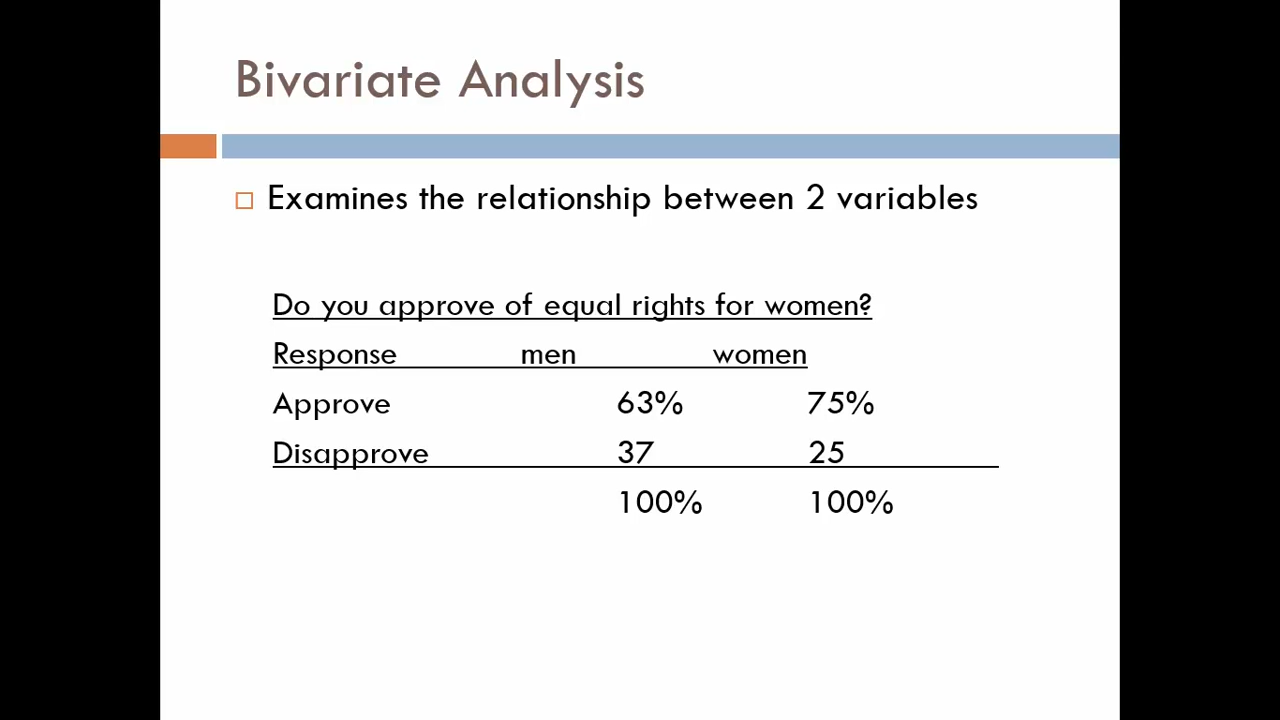 Bivariate Analysis
Examines the relationship between 2 variables
Do you approve of equal rights for women?
Response men women
Approve 63% 75%
Disapprove 37 25
100% 100%